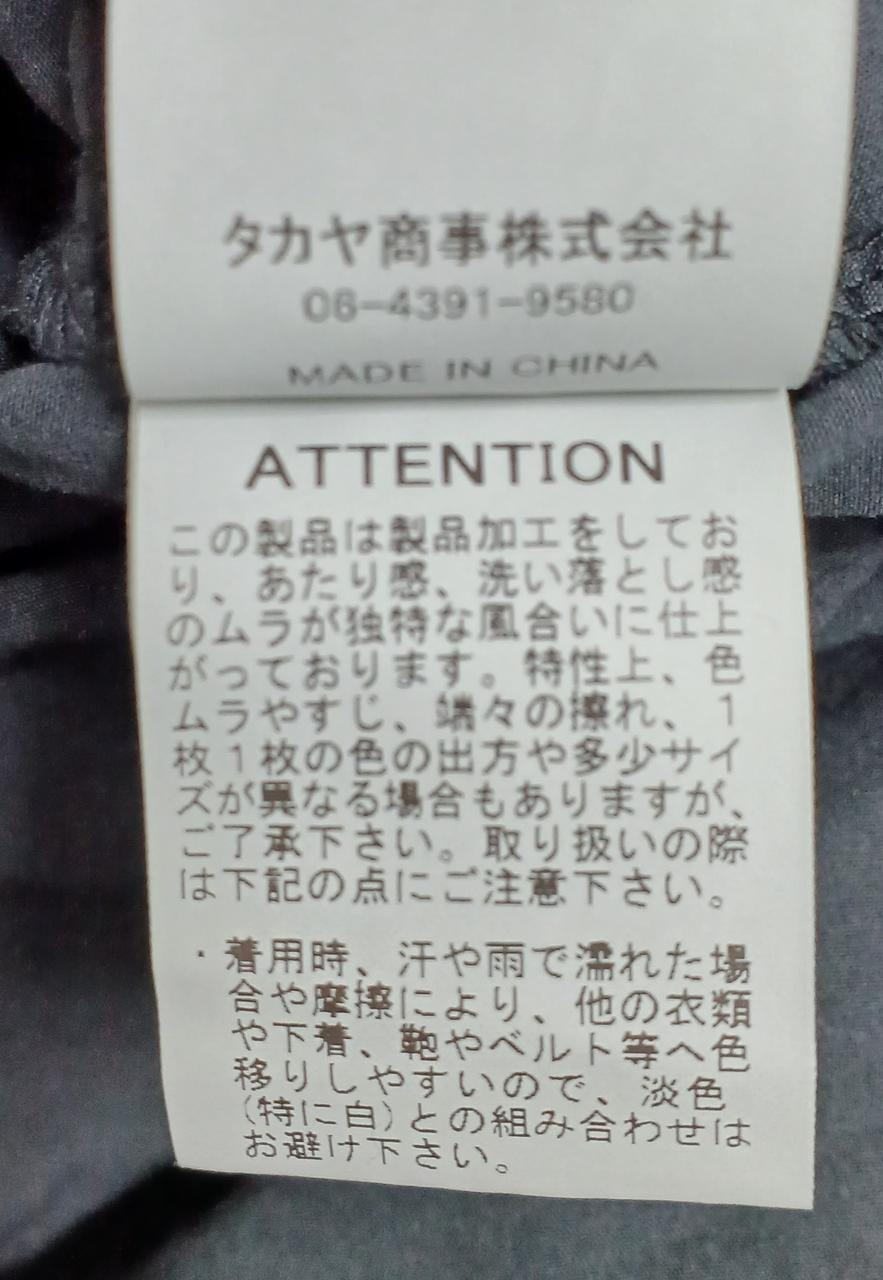 タカヤ商事株式会社
06-4391-9580
MADE IN CHINA
ATTENTION
この製品は製品加工をしてお
り、あたり感、洗い落とし感
のムラが独特な風合いに仕上
がっております。特性上、色
ムラやすじ、端々の擦れ、1
枚1枚の色の出方や多少サイ
ズが異なる場合もありますが、
ご了承下さい。取り扱いの際
は下記の点にご注意下さい。
・着用時、汗や雨で濡れた場
合や摩擦により、他の衣類
や下着、鞄やベルト等へ色
移りしやすいので、淡色
(特に白)との組み合わせは
お避け下さい。